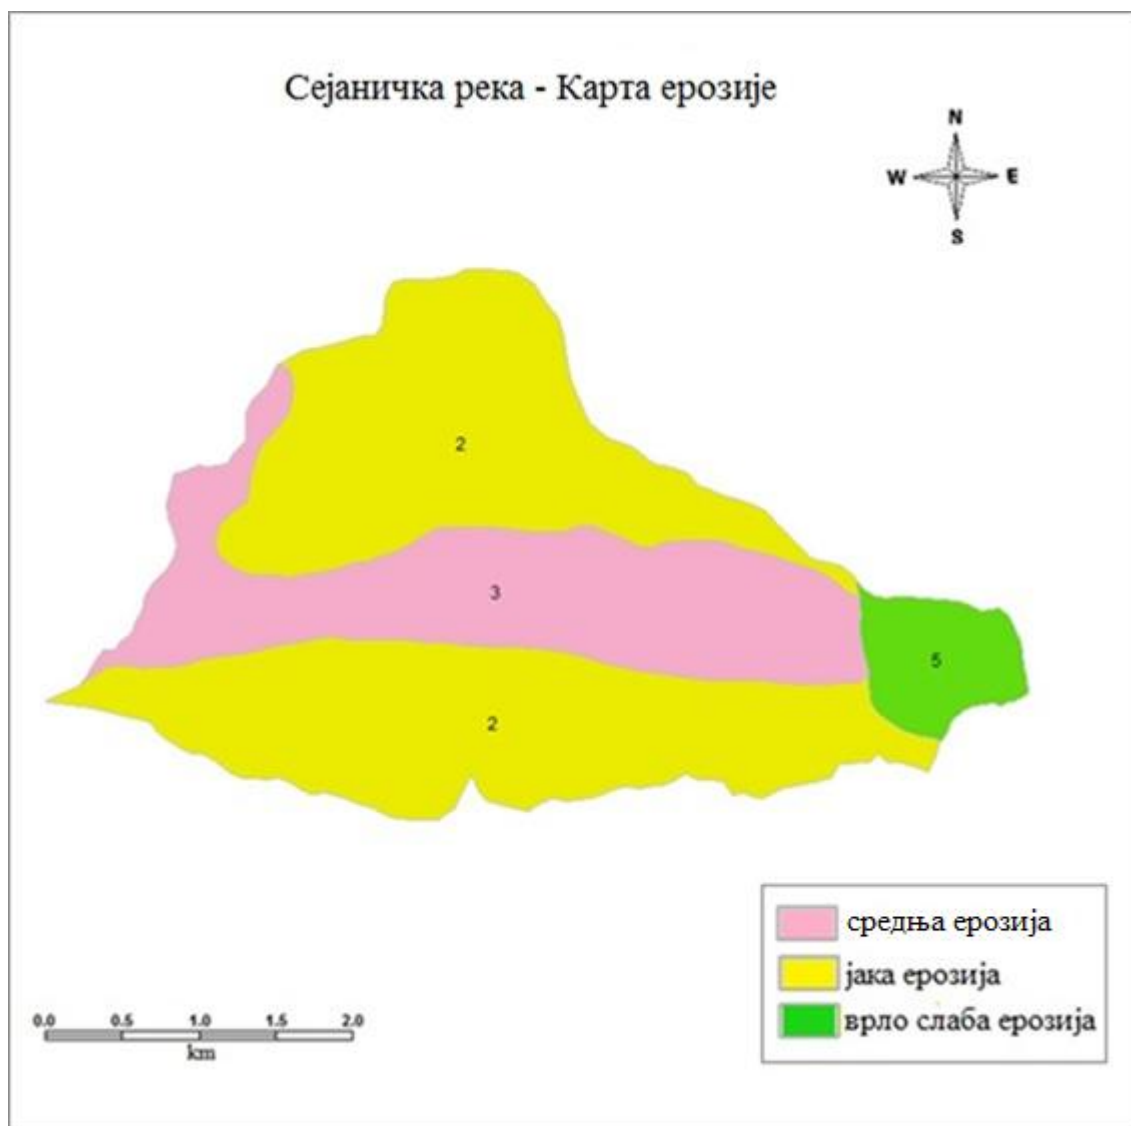 Сејаничка река - Карта ерозије
N
W E
S
2
3
5
2
средња ерозија
јака ерозија
врло слаба ерозија
0.0 0.5 1.0 1.5 2.0
km